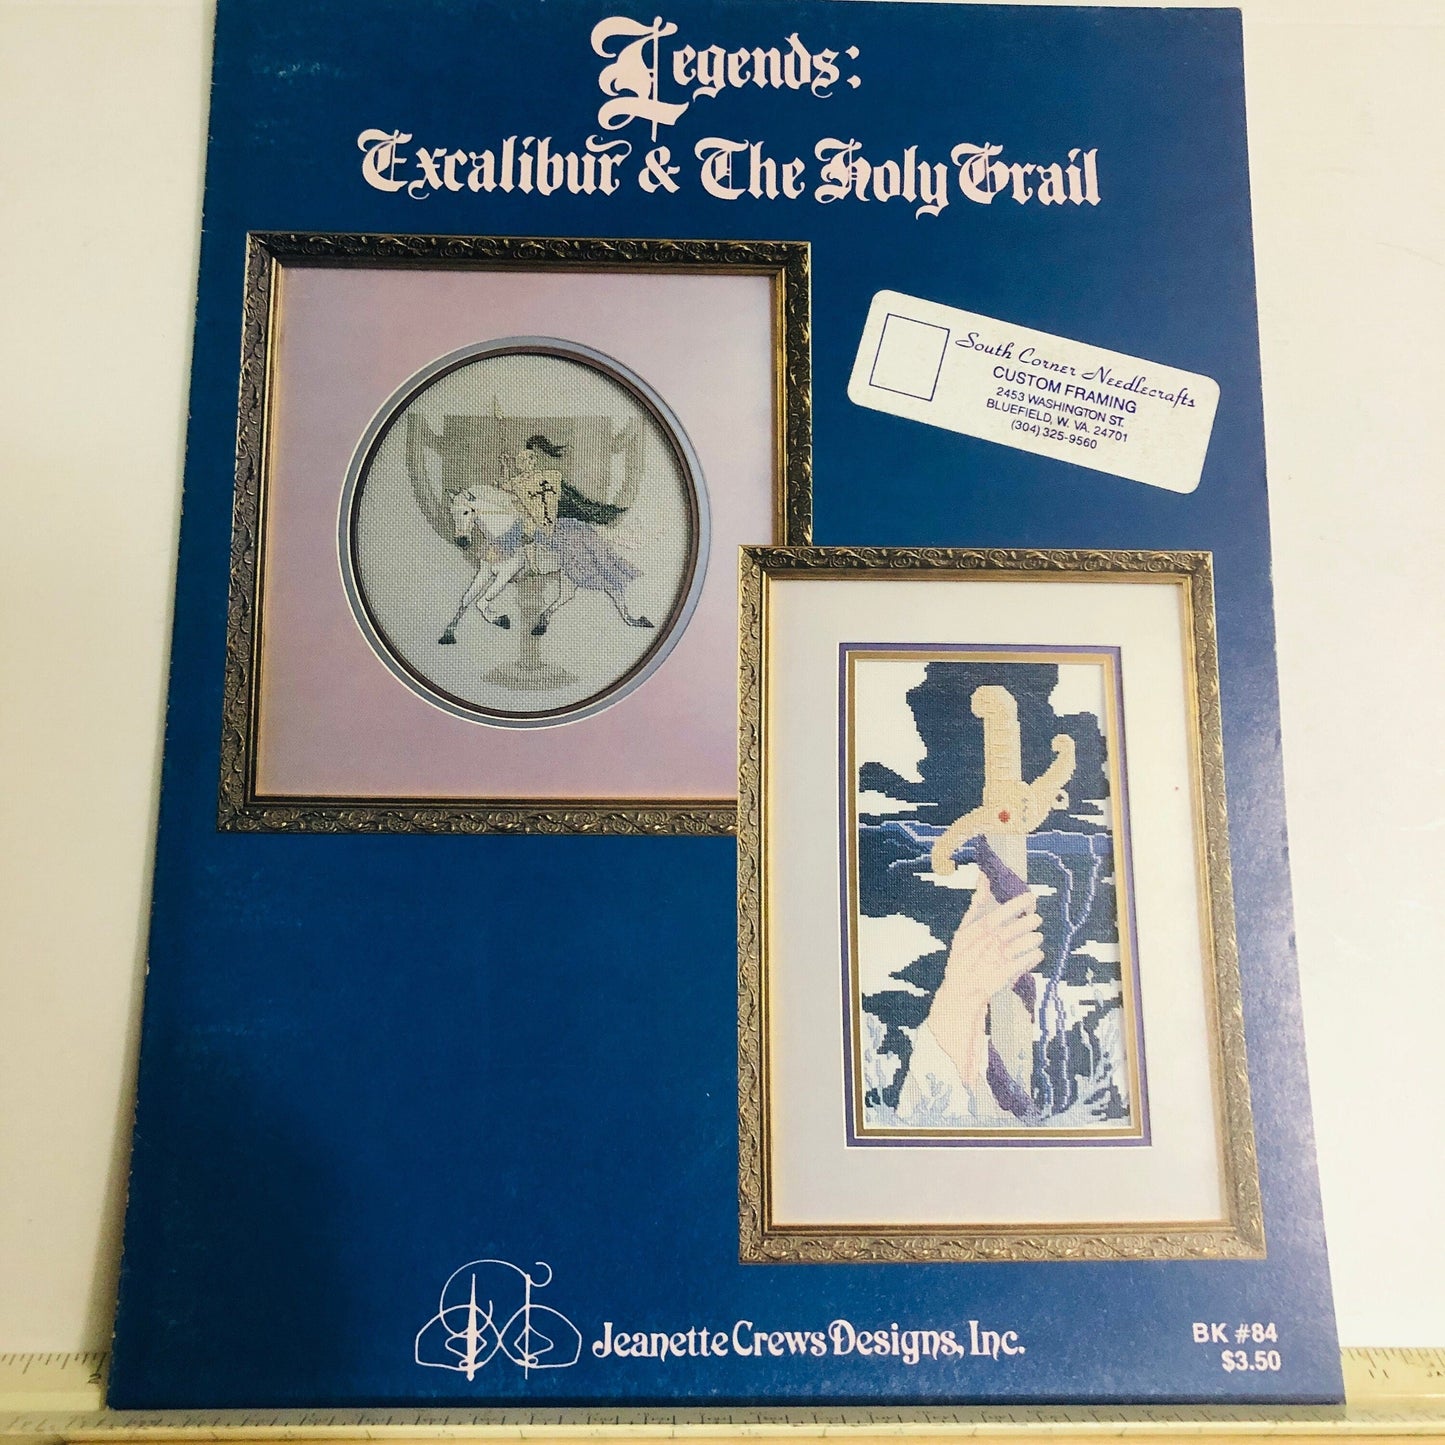 Legends:
Excalibur & The Holy Grail
South Corner Needlecrafts
CUSTOM FRAMING
2453 WASHINGTON ST.
BLUEFIELD, W. VA. 24701
(304) 325-9560
Jeanette Crews Designs, Inc.
BK #84
$3.50
11